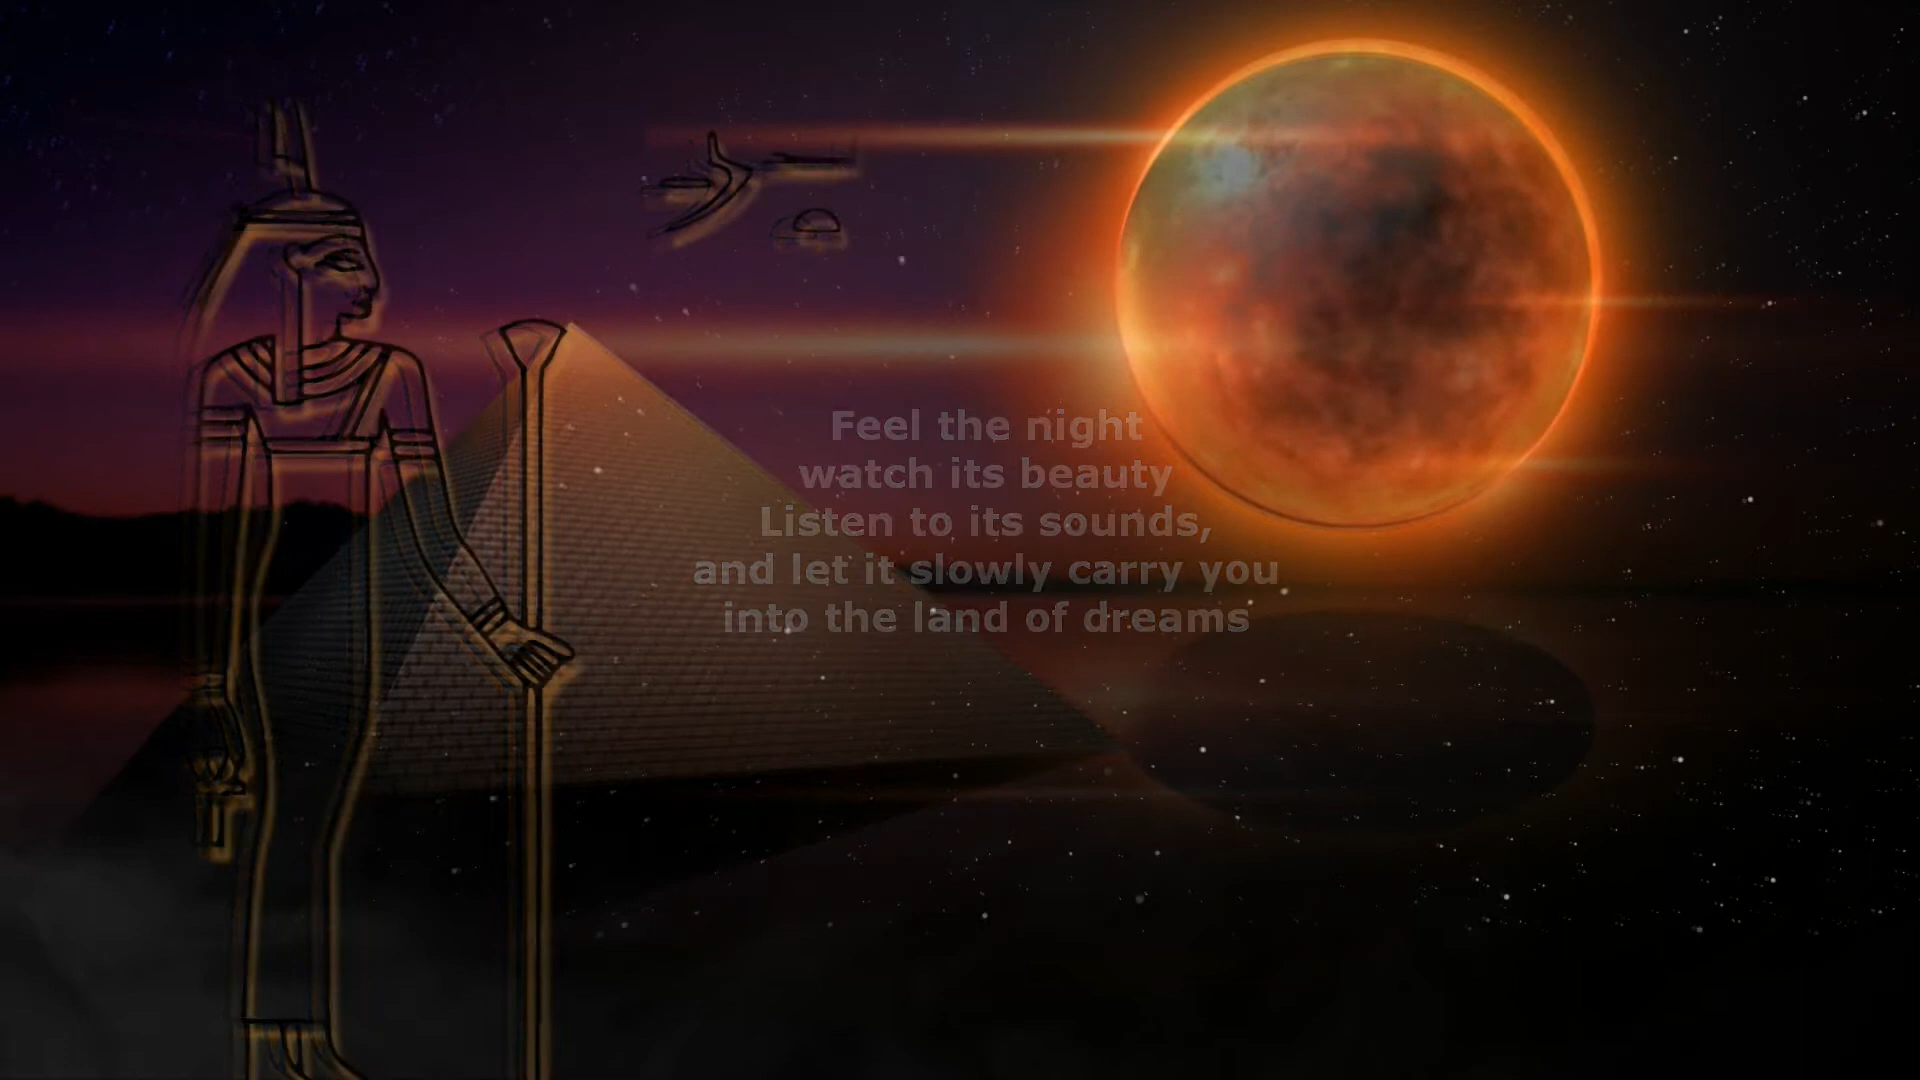 Feel the night
watch its beauty
Listen to its sounds,
and let it slowly carry you
into the land of dreams